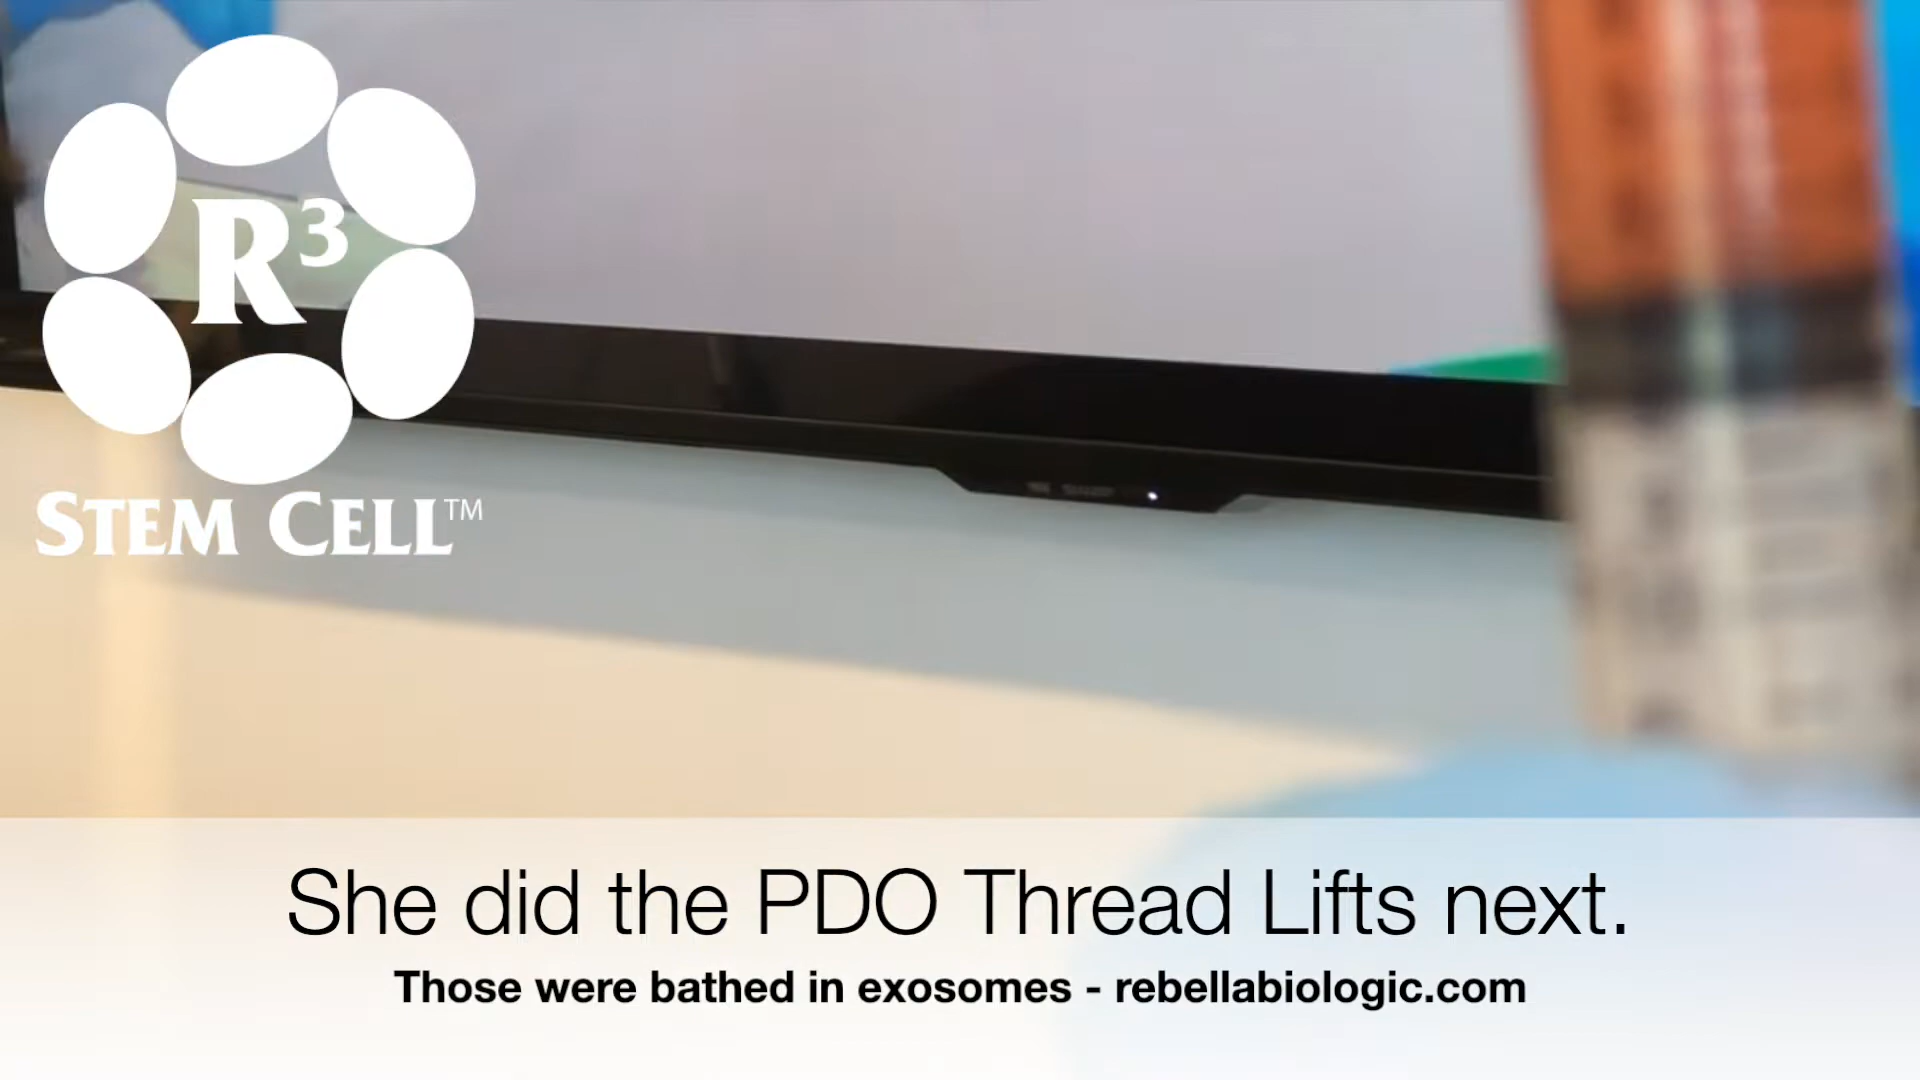 R³
STEM CELL™
She did the PDO Thread Lifts next.
Those were bathed in exosomes - rebellabiologic.com